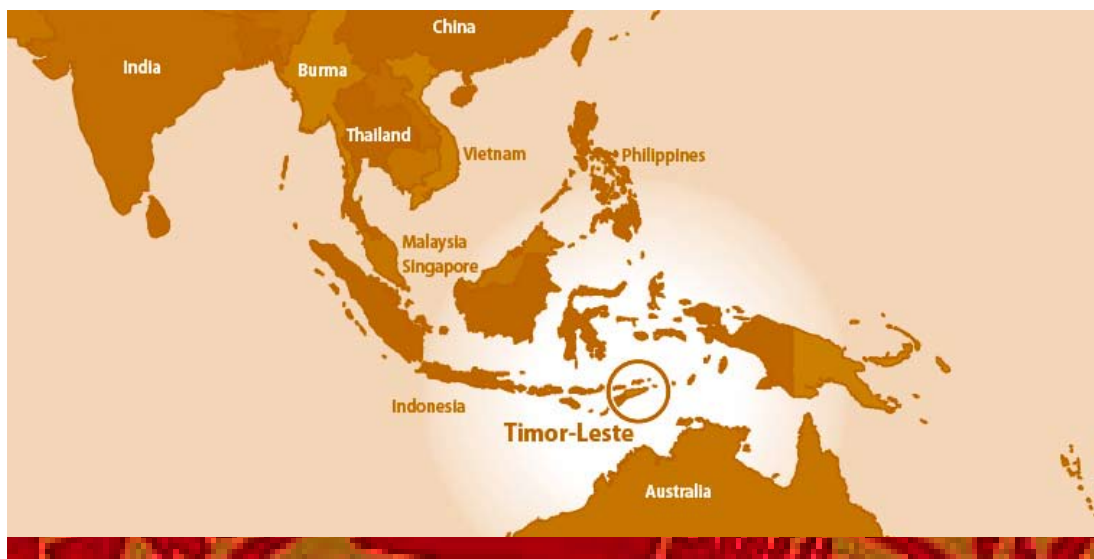 China
India
Burma
Thailand
Vietnam
Philippines
Malaysia
Singapore
Indonesia
Timor-Leste
Australia